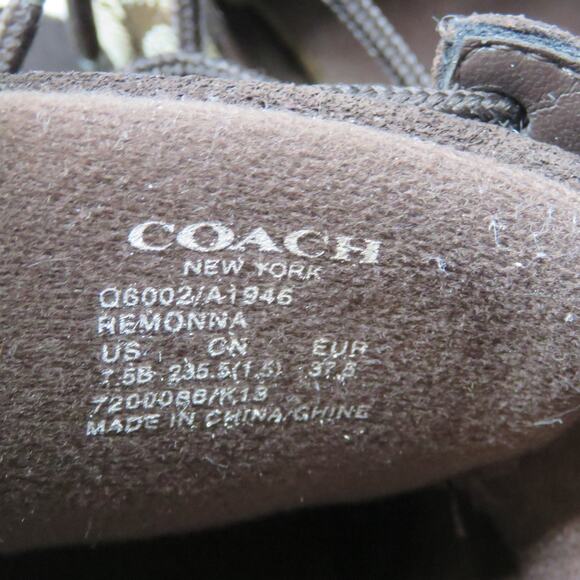 COACH
NEW YORK
Q6002/A1946
REMONNA
US CN EUR
7.5B 235.5(1.5) 37.5
7200088/K13
MADE IN CHINA/CHINE